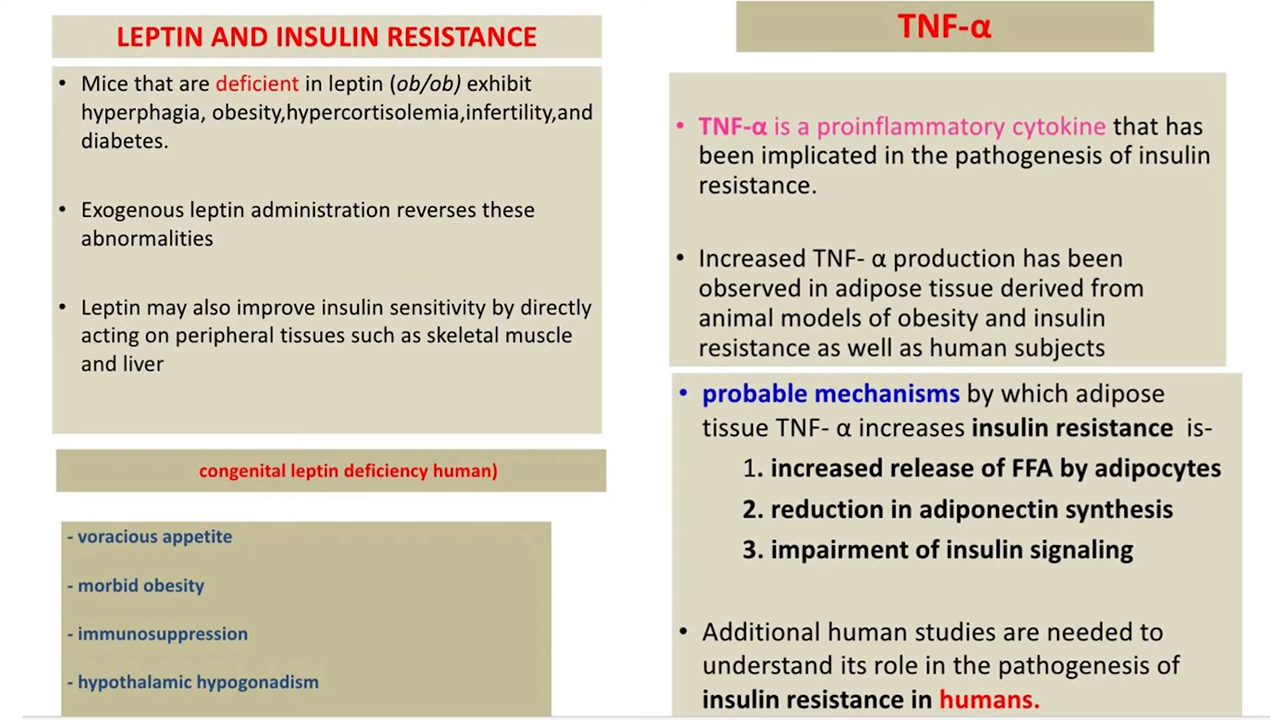 LEPTIN AND INSULIN RESISTANCE
• Mice that are deficient in leptin (ob/ob) exhibit
hyperphagia, obesity,hypercortisolemia,infertility,and
diabetes.
• Exogenous leptin administration reverses these
abnormalities
• Leptin may also improve insulin sensitivity by directly
acting on peripheral tissues such as skeletal muscle
and liver
congenital leptin deficiency human)
- voracious appetite
- morbid obesity
- immunosuppression
- hypothalamic hypogonadism
TNF-α
• TNF-α is a proinflammatory cytokine that has
been implicated in the pathogenesis of insulin
resistance.
• Increased TNF- α production has been
observed in adipose tissue derived from
animal models of obesity and insulin
resistance as well as human subjects
• probable mechanisms by which adipose
tissue TNF- α increases insulin resistance is-
1. increased release of FFA by adipocytes
2. reduction in adiponectin synthesis
3. impairment of insulin signaling
• Additional human studies are needed to
understand its role in the pathogenesis of
insulin resistance in humans.